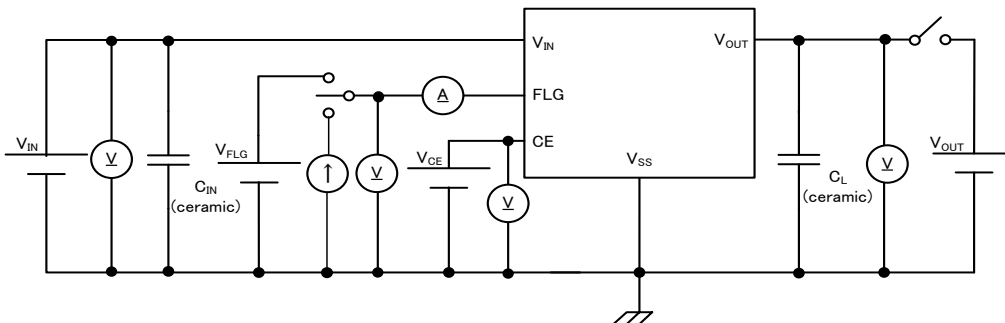 V_IN
V
C_IN
(ceramic)
V_FLG
↑
V
A
V_CE
V
V_IN
FLG
CE
V_SS
V_OUT
C_L
(ceramic)
V
V_OUT